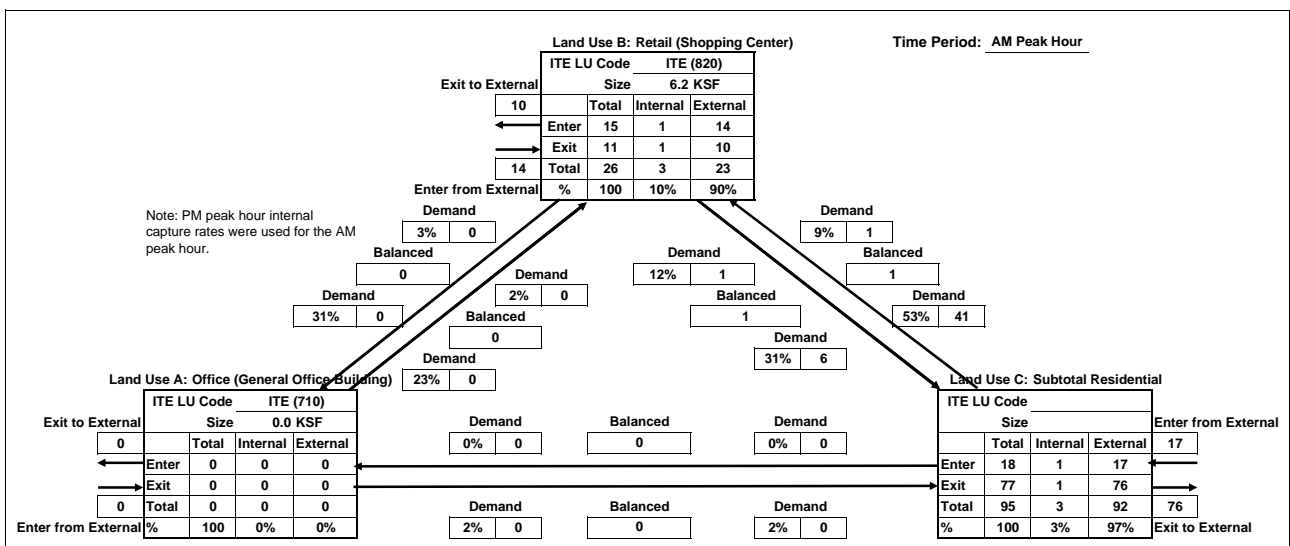 Land Use B: Retail (Shopping Center)
Time Period: AM Peak Hour
ITE LU Code ITE (820)
Exit to External Size 6.2 KSF
10 Total Internal External
Enter 15 1 14
Exit 11 1 10
14 Total 26 3 23
Enter from External % 100 10% 90%
Note: PM peak hour internal
capture rates were used for the AM
peak hour.
Demand
3% 0
Balanced
0
Demand
31% 0
Demand
2% 0
Balanced
0
Demand
23% 0
Demand
12% 1
Balanced
1
Demand
31% 6
Demand
9% 1
Balanced
1
Demand
53% 41
Land Use A: Office (General Office Building)
ITE LU Code ITE (710)
Exit to External Size 0.0 KSF
0 Total Internal External
Enter 0 0 0
Exit 0 0 0
0 Total 0 0 0
Enter from External % 100 0% 0%
Demand Balanced Demand
0% 0 0 0% 0
Demand Balanced Demand
2% 0 0 2% 0
Land Use C: Subtotal Residential
ITE LU Code
Size Enter from External
Total Internal External 17
Enter 18 1 17
Exit 77 1 76
Total 95 3 92 76
% 100 3% 97% Exit to External